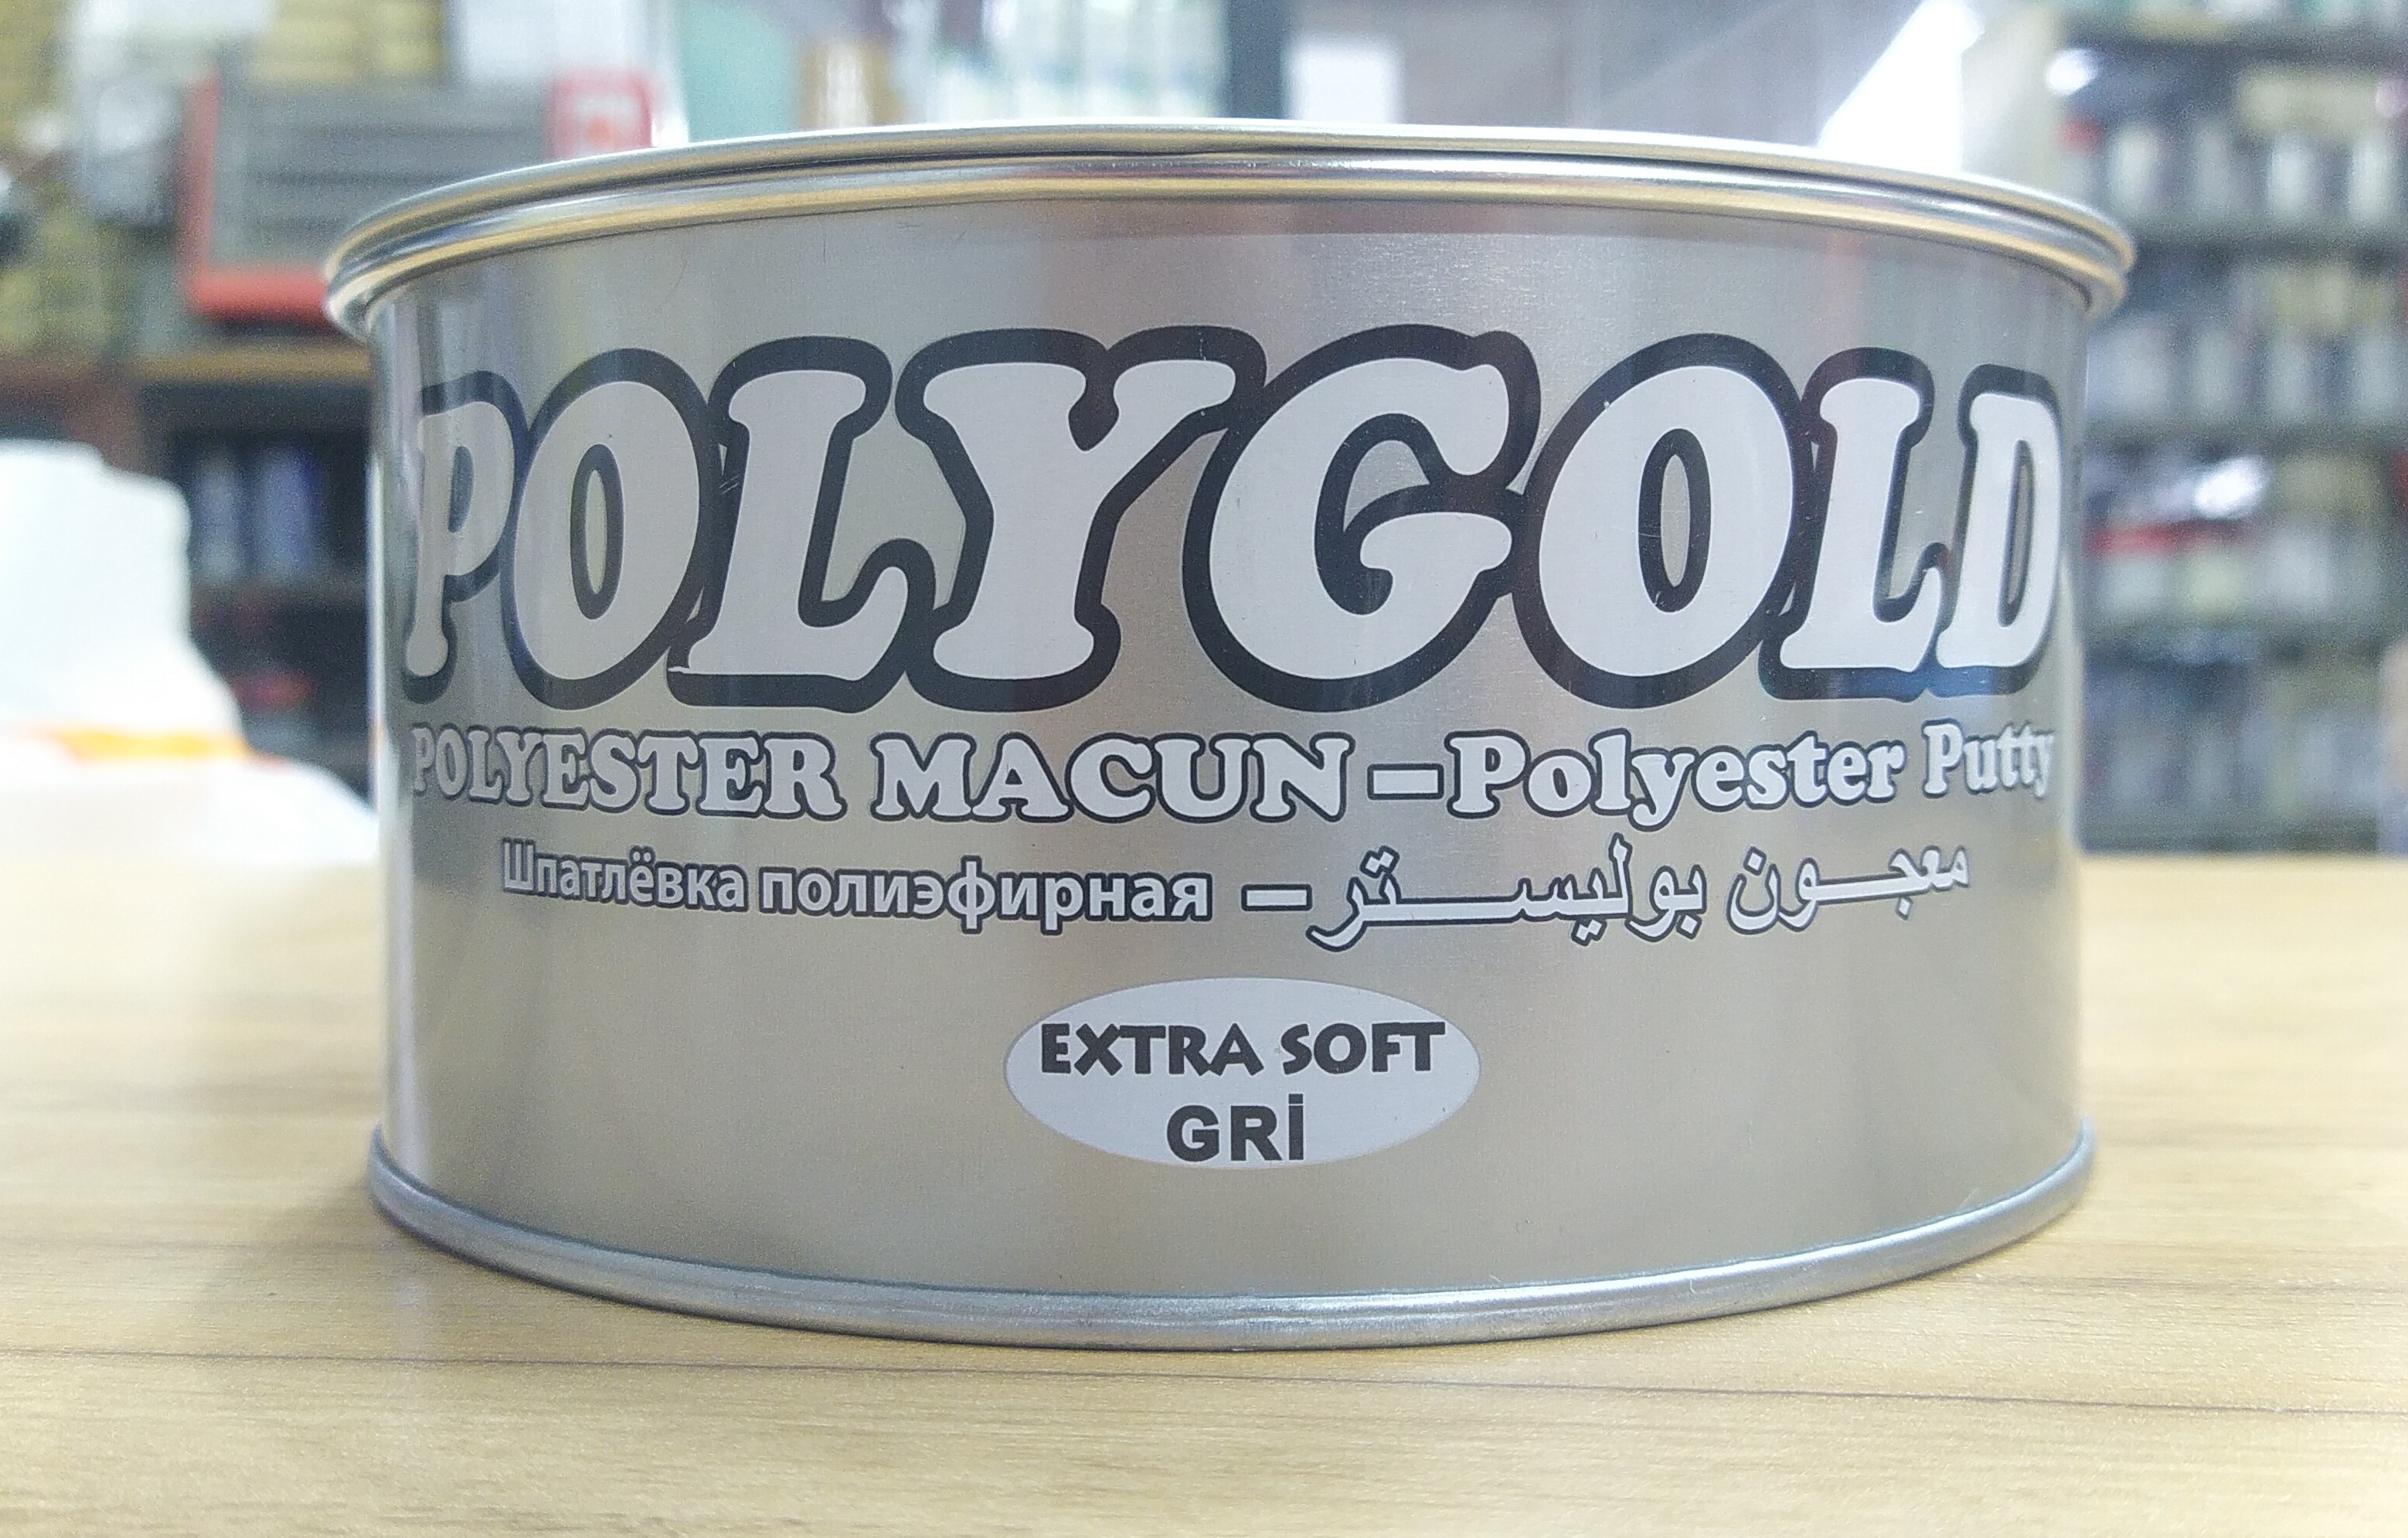 POLYGOLD
POLYESTER MACUN - Polyester Putty
Шпатлёвка полиэфирная - معجون بوليستر
EXTRA SOFT
GRİ